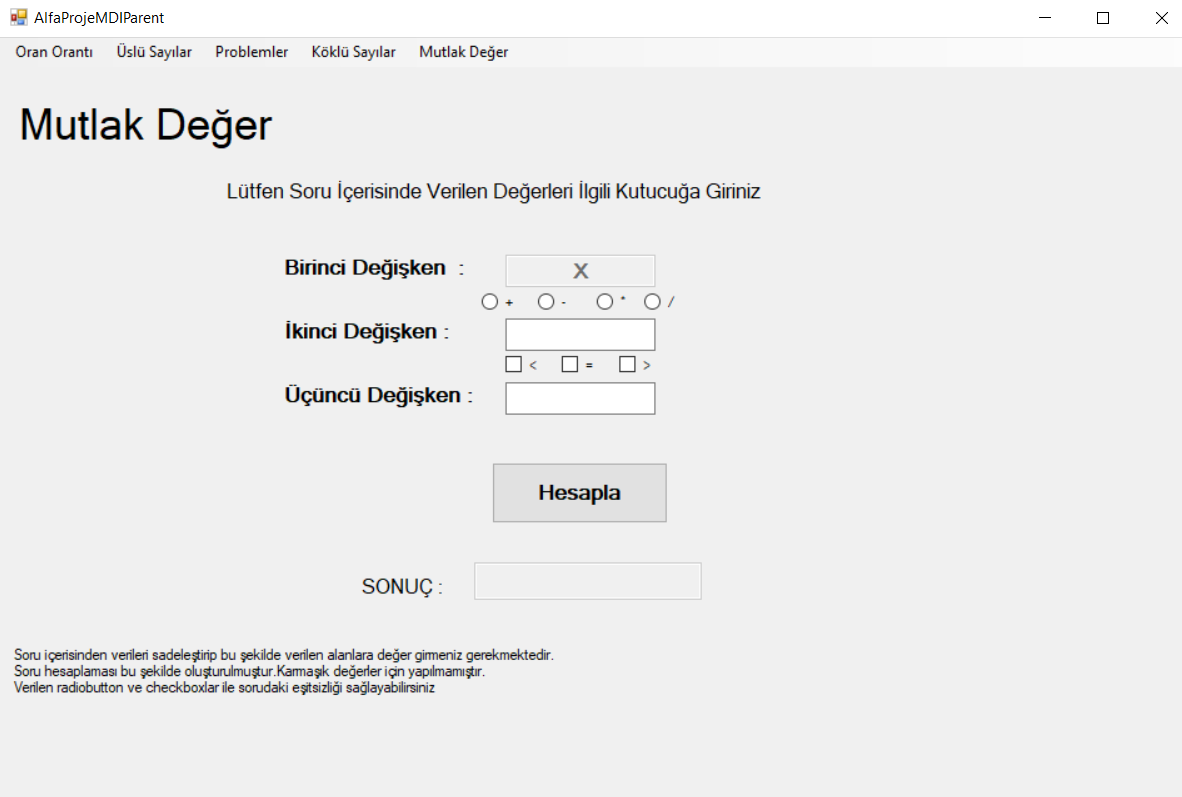 AlfaProjeMDIParent
Oran Orantı Üslü Sayılar Problemler Köklü Sayılar Mutlak Değer
Mutlak Değer
Lütfen Soru İçerisinde Verilen Değerleri İlgili Kutucuğa Giriniz
Birinci Değişken : X
+ - * /
İkinci Değişken :
< = >
Üçüncü Değişken :
Hesapla
SONUÇ :
Soru içerisinden verileri sadeleştirip bu şekilde verilen alanlara değer girmeniz gerekmektedir.
Soru hesaplaması bu şekilde oluşturulmuştur.Karmaşık değerler için yapılmamıştır.
Verilen radiobutton ve checkboxlar ile sorudaki eşitsizliği sağlayabilirsiniz